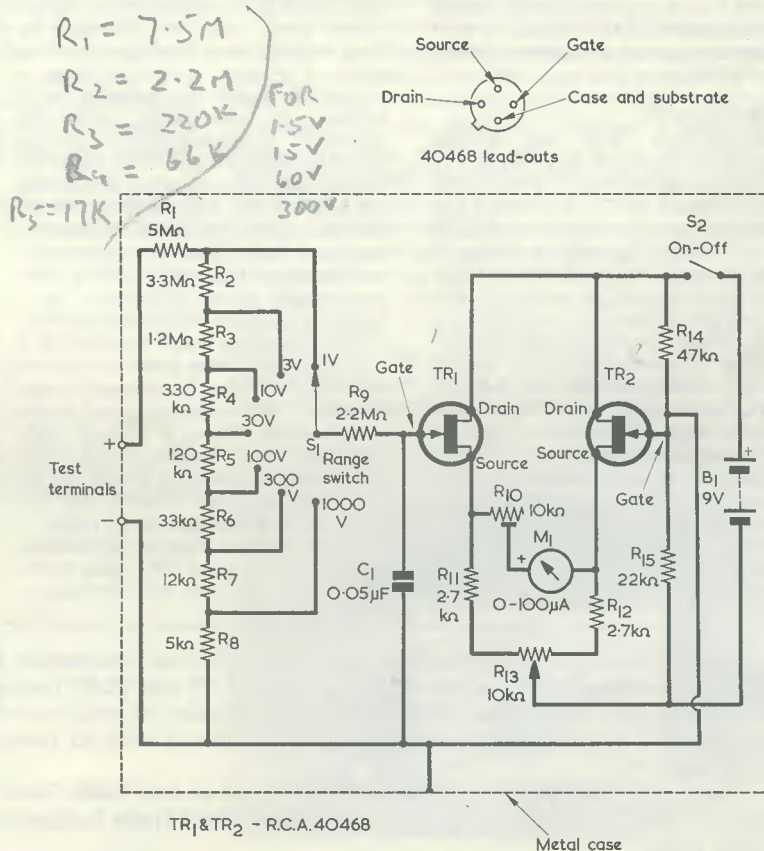 R1 = 7.5M
R2 = 2.2M
R3 = 220K
R4 = 66K
R5 = 17K
FOR
1.5V
15V
60V
300V
Source
Gate
Drain
Case and substrate
40468 lead-outs
R1
5MΩ
3.3MΩ
R2
R3
1.2MΩ
330
kΩ
R4
120
kΩ
R5
33kΩ
R6
12kΩ
R7
5kΩ
R8
3V
1V
10V
30V
100V
300
V
1000
V
S1
Range
switch
R9
2.2MΩ
Gate
TR1
Drain
Source
TR2
Drain
Source
Gate
S2
On-Off
R14
47kΩ
+
B1
9V
R15
22kΩ
+
Test
terminals
−
C1
0.05µF
R10
10kΩ
+
M1
0-100µA
R11
2.7
kΩ
R12
2.7kΩ
R13
10kΩ
TR1&TR2 - R.C.A. 40468
Metal case